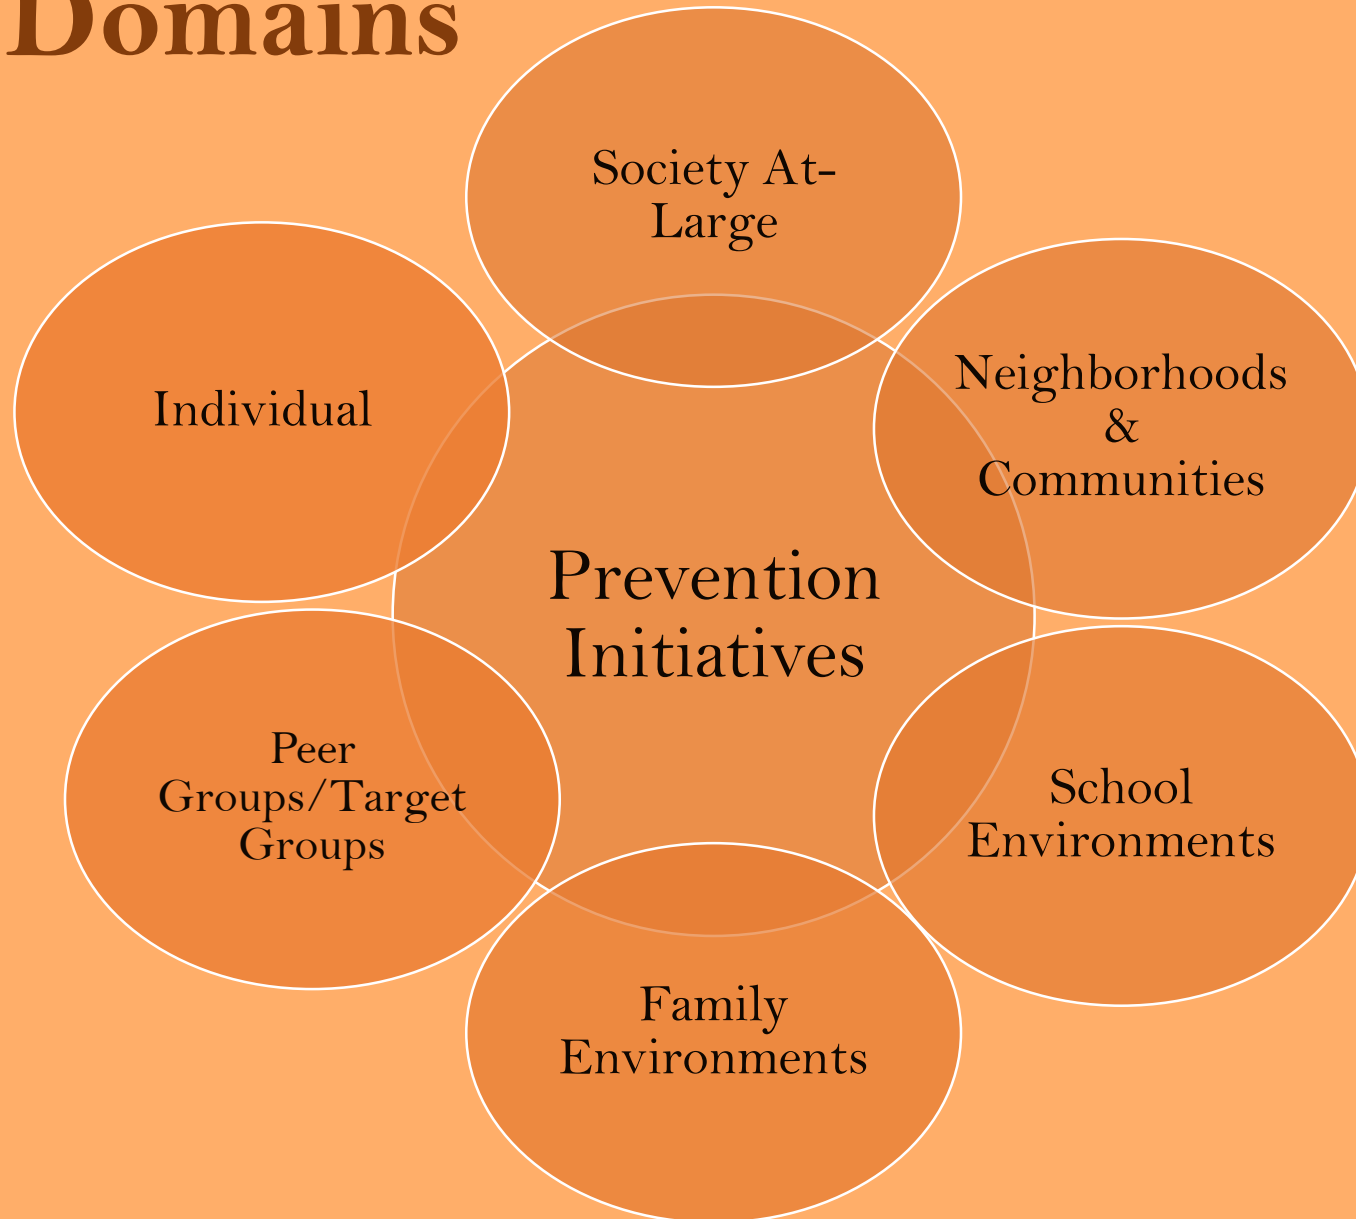 Domains
Society At-
Large
Neighborhoods
&
Communities
School
Environments
Family
Environments
Peer
Groups/Target
Groups
Individual
Prevention
Initiatives